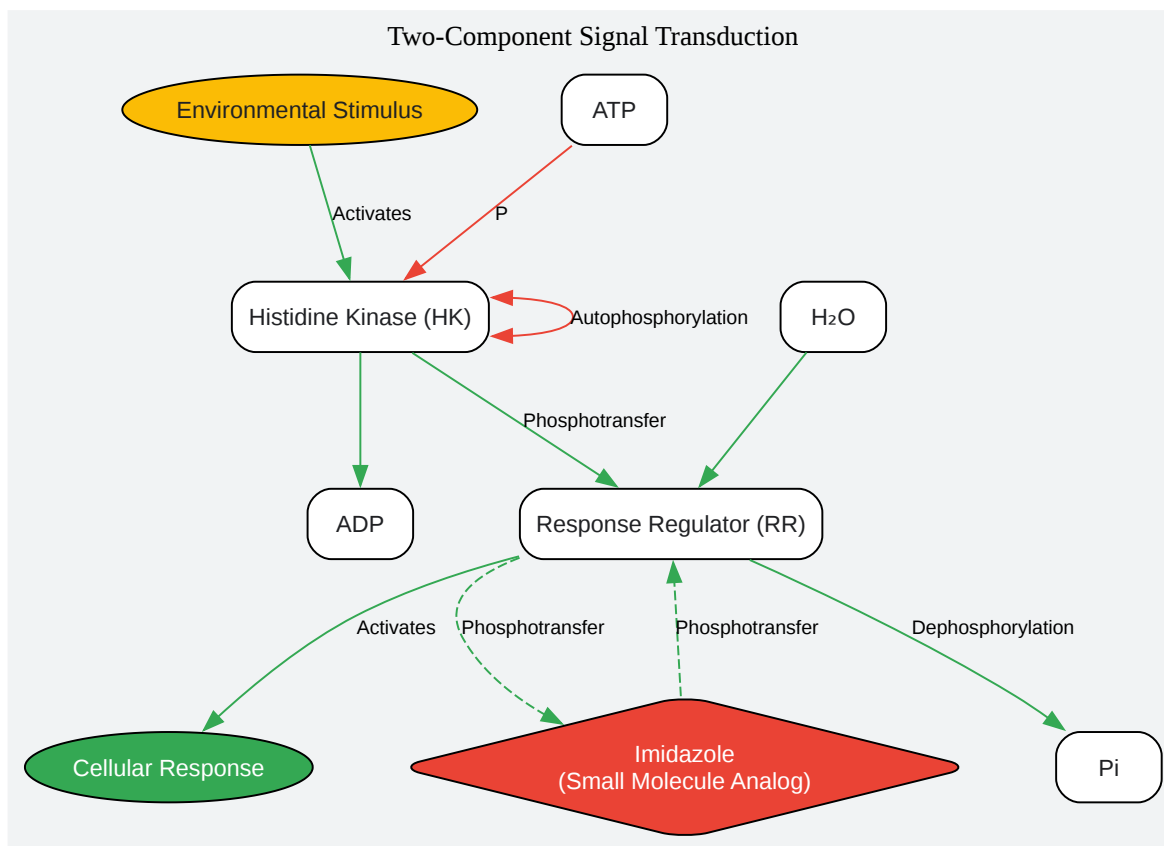 Two-Component Signal Transduction
Environmental Stimulus
ATP
Activates
P
Histidine Kinase (HK)
Autophosphorylation
H₂O
Phosphotransfer
ADP
Response Regulator (RR)
Activates
Phosphotransfer
Phosphotransfer
Dephosphorylation
Cellular Response
Imidazole
(Small Molecule Analog)
Pi